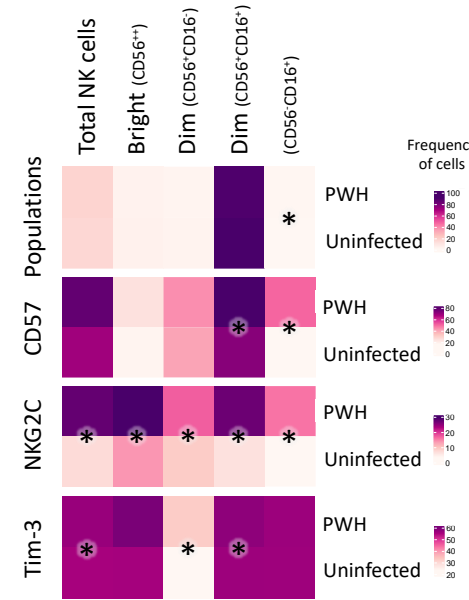 Total NK cells
Bright (CD56⁺⁺)
Dim (CD56⁺CD16⁻)
Dim (CD56⁺CD16⁺)
(CD56⁻CD16⁺)
Frequenc
of cells
Populations
PWH
*
Uninfected
100
80
60
40
20
0
CD57
PWH
* *
Uninfected
80
60
40
20
0
NKG2C
PWH
* * * * *
Uninfected
30
20
10
0
Tim-3
PWH
* * *
Uninfected
60
50
40
30
20